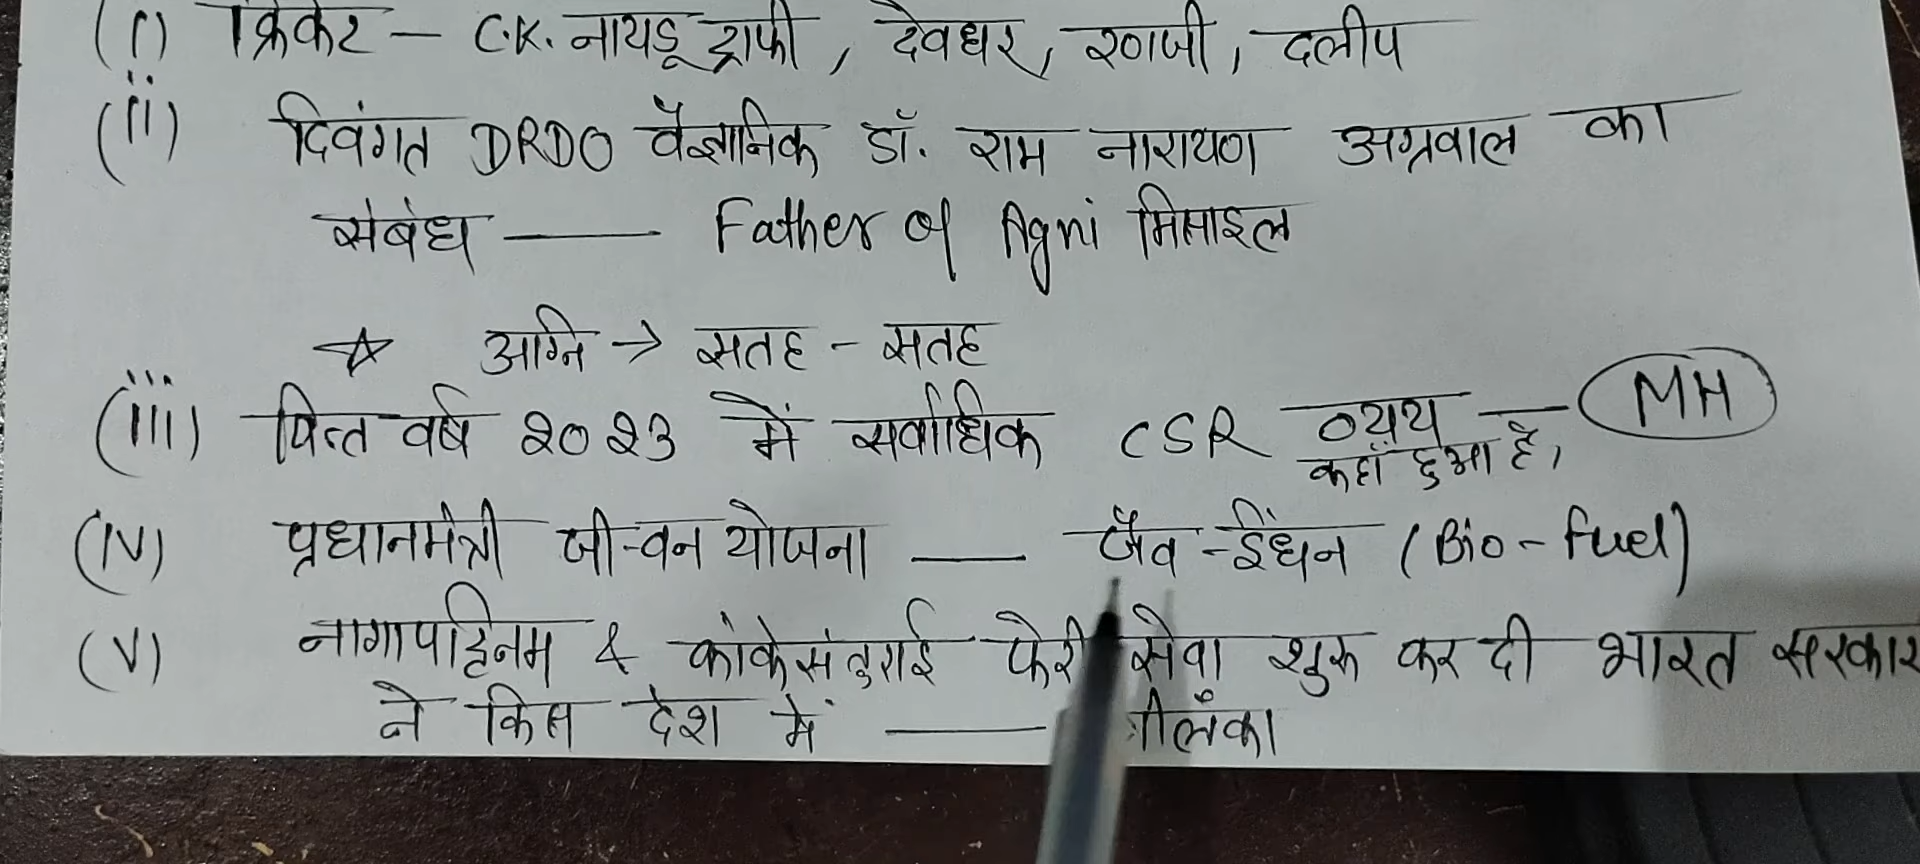 (i) क्रिकेट - C.K. नायडू ट्राफी, देवधर, रणजी, दलीप
(ii) दिवंगत DRDO वैज्ञानिक डॉ. राम नारायण अग्रवाल का
संबंध —— Father of Agni मिसाइल
☆ अग्नि → सतह - सतह
(iii) वित्त वर्ष 2023 में सर्वाधिक CSR व्यय — MH
कहाँ हुआ है,
(iv) प्रधानमंत्री जी-वन योजना —— जैव-ईंधन (Bio-fuel)
(v) नागापट्टिनम & कांकेसंतुराई फेरी सेवा शुरू कर दी भारत सरकार
ने किस देश में —— श्रीलंका